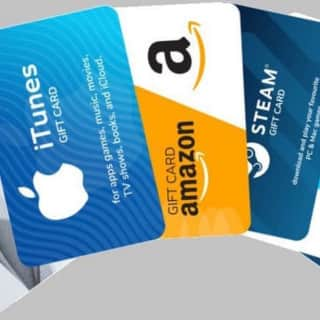 iTunes
GIFT CARD
for apps games, music, movies,
TV shows, books, and iCloud.
a
GIFT CARD
amazon
STEAM®
GIFT CARD
download and play your favourite
PC & Mac games